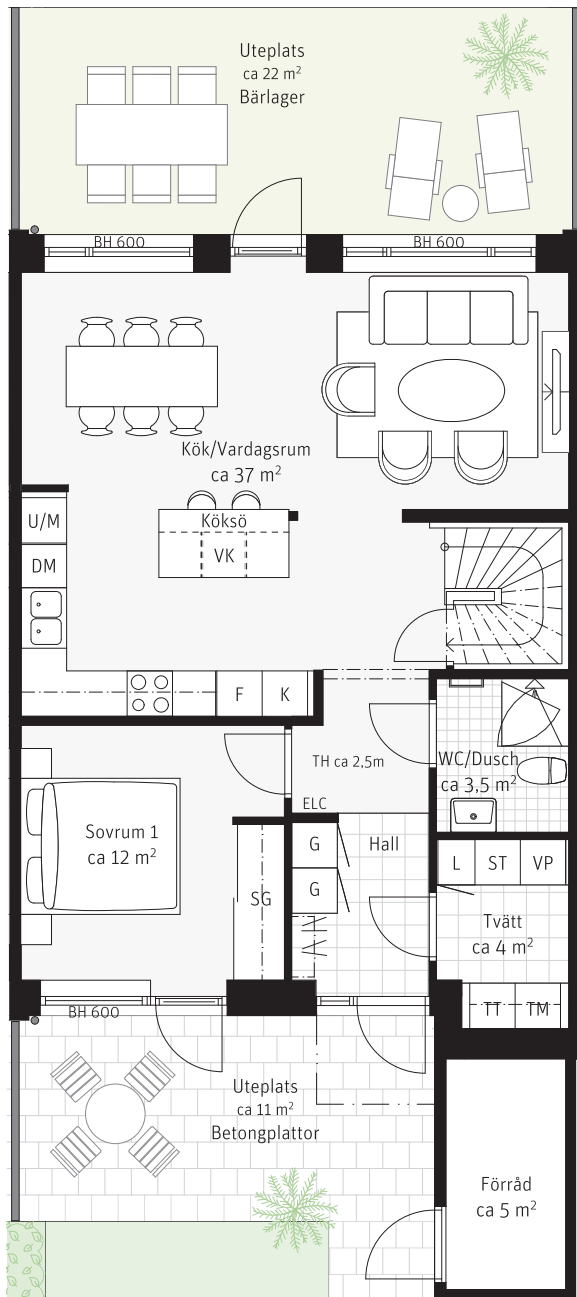 Uteplats
ca 22 m²
Bärlager
BH 600
BH 600
Kök/Vardagsrum
ca 37 m²
U/M
Köksö
DM
VK
F
K
TH ca 2,5m
WC/Dusch
ca 3,5 m²
ELC
Sovrum 1
ca 12 m²
G
Hall
L
ST
VP
G
SG
Tvätt
ca 4 m²
TT
TM
BH 600
Uteplats
ca 11 m²
Betongplattor
Förråd
ca 5 m²